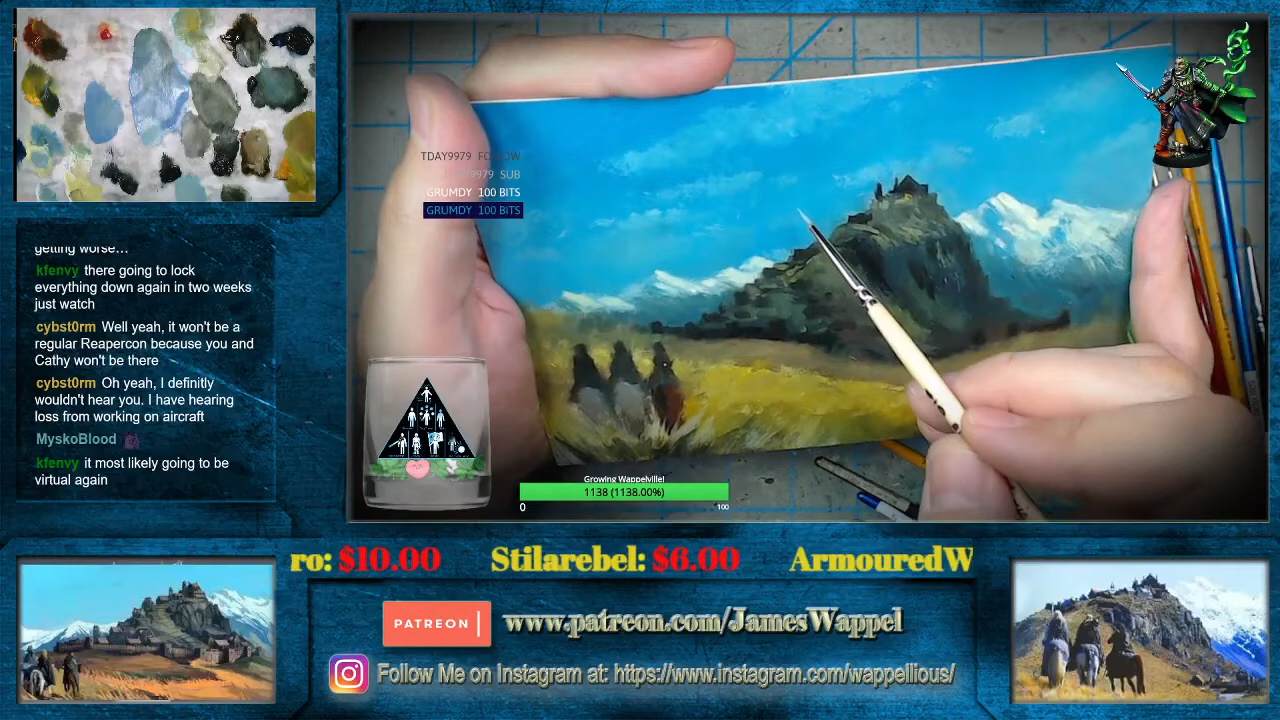 TDAY9979 FOLLOW
9979 SUB
GRUMDY 100 BITS
GRUMDY 100 BITS
getting worse...
kfenvy there going to lock
everything down again in two weeks
just watch
cybst0rm Well yeah, it won't be a
regular Reapercon because you and
Cathy won't be there
cybst0rm Oh yeah, I definitly
wouldn't hear you. I have hearing
loss from working on aircraft
MyskoBlood
kfenvy it most likely going to be
virtual again
Growing Wappelville!
1138 (1138.00%)
0
100
ro: $10.00 Stilarebel: $6.00 ArmouredW
PATREON
www.patreon.com/JamesWappel
Follow Me on Instagram at: https://www.instagram.com/wappellious/